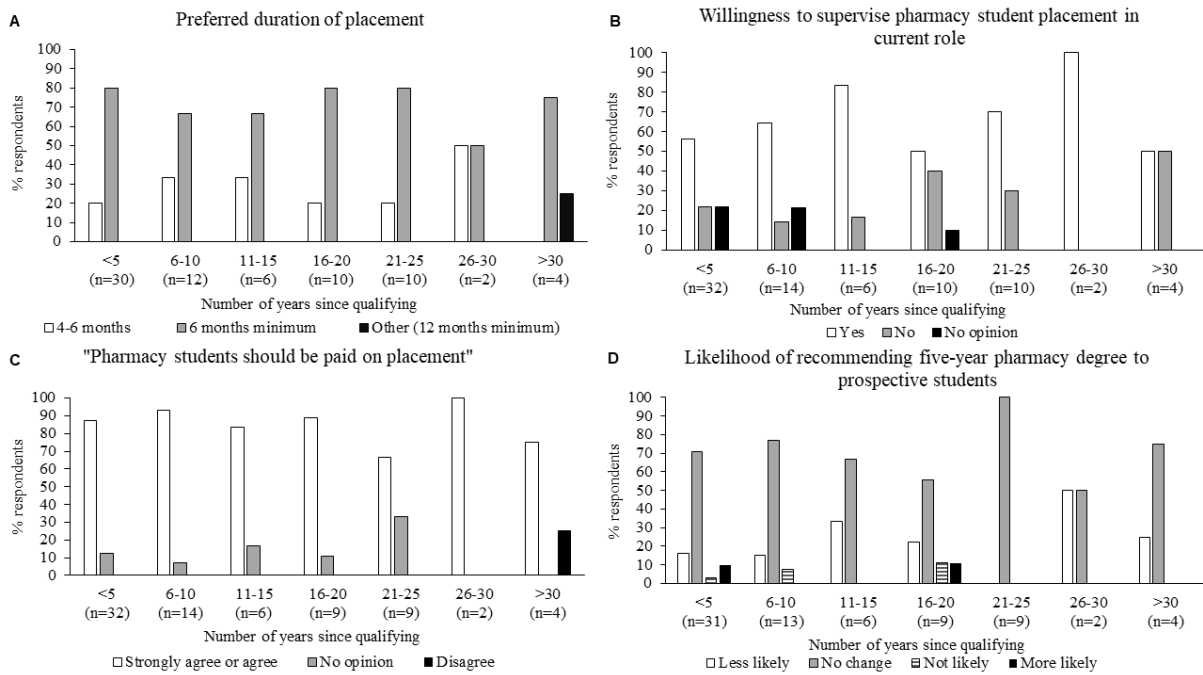 A
Preferred duration of placement
100
90
80
70
60
50
40
30
20
10
0
% respondents
<5 6-10 11-15 16-20 21-25 26-30 >30
(n=30) (n=12) (n=6) (n=10) (n=10) (n=2) (n=4)
Number of years since qualifying
4-6 months 6 months minimum Other (12 months minimum)
B
Willingness to supervise pharmacy student placement in
current role
100
90
80
70
60
50
40
30
20
10
0
% respondents
<5 6-10 11-15 16-20 21-25 26-30 >30
(n=32) (n=14) (n=6) (n=10) (n=10) (n=2) (n=4)
Number of years since qualifying
Yes No No opinion
C
"Pharmacy students should be paid on placement"
100
90
80
70
60
50
40
30
20
10
0
% respondents
<5 6-10 11-15 16-20 21-25 26-30 >30
(n=32) (n=14) (n=6) (n=9) (n=9) (n=2) (n=4)
Number of years since qualifying
Strongly agree or agree No opinion Disagree
D
Likelihood of recommending five-year pharmacy degree to
prospective students
100
90
80
70
60
50
40
30
20
10
0
% respondents
<5 6-10 11-15 16-20 21-25 26-30 >30
(n=31) (n=13) (n=6) (n=9) (n=9) (n=2) (n=4)
Number of years since qualifying
Less likely No change Not likely More likely